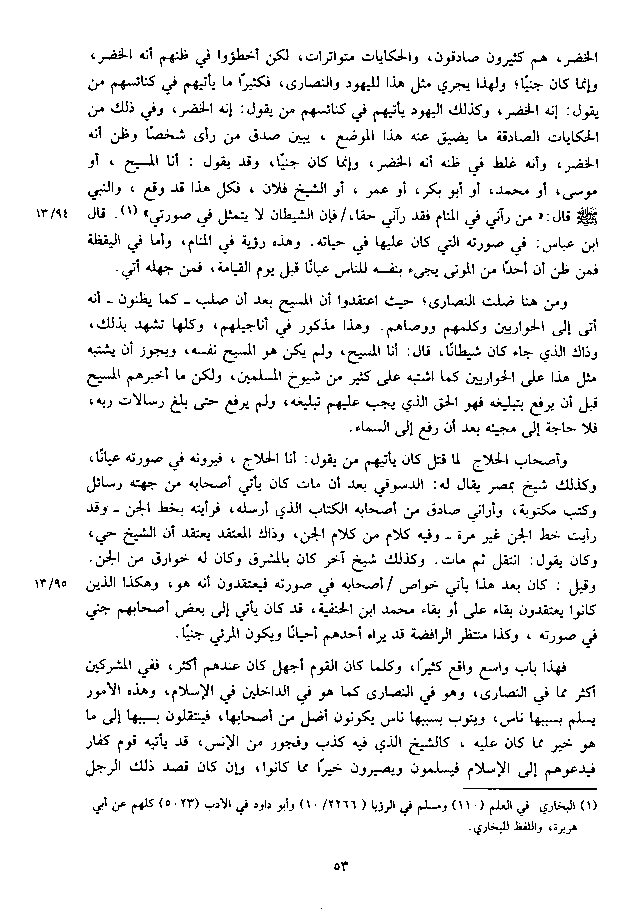 الخضر، هم كثيرون صادقون، والحكايات متواترات، لكن أخطؤوا في ظنهم أنه الخضر،
وإنما كان جنيًا؛ ولهذا يجري مثل هذا لليهود والنصارى، فكثيرًا ما يأتيهم في كنائسهم من
يقول: إنه الخضر، وكذلك اليهود يأتيهم في كنائسهم من يقول: إنه الخضر، وفي ذلك من
الحكايات الصادقة ما يضيق عنه هذا الموضع ، يبين صدق من رأى شخصًا وظن أنه
الخضر، وأنه غلط في ظنه أنه الخضر، وإنما كان جنيًا، وقد يقول : أنا المسيح ، أو
موسى، أو محمد، أو أبو بكر، أو عمر ، أو الشيخ فلان ، فكل هذا قد وقع ، والنبي
ﷺ قال:« من رآني في المنام فقد رآني حقا،/فإن الشيطان لا يتمثل في صورتي» (١). قال ١٣/٩٤
ابن عباس: في صورته التي كان عليها في حياته. وهذه رؤية في المنام، وأما في اليقظة
فمن ظن أن أحدًا من الموتى يجيء بنفسه للناس عيانًا قبل يوم القيامة، فمن جهله أتي.
ومن هنا ضلت النصارى؛ حيث اعتقدوا أن المسيح بعد أن صلب ـ كما يظنون ـ أنه
أتى إلى الحواريين وكلمهم ووصاهم. وهذا مذكور في أناجيلهم، وكلها تشهد بذلك،
وذاك الذي جاء كان شيطانًا، قال: أنا المسيح، ولم يكن هو المسيح نفسه، ويجوز أن يشتبه
مثل هذا على الحواريين كما اشتبه على كثير من شيوخ المسلمين، ولكن ما أخبرهم المسيح
قبل أن يرفع بتبليغه فهو الحق الذي يجب عليهم تبليغه، ولم يرفع حتى بلغ رسالات ربه،
فلا حاجة إلى مجيئه بعد أن رفع إلى السماء.
وأصحاب الحلاج لما قتل كان يأتيهم من يقول: أنا الحلاج ، فيرونه في صورته عيانًا،
وكذلك شيخ بمصر يقال له: الدسوقي بعد أن مات كان يأتي أصحابه من جهته رسائل
وكتب مكتوبة، وأراني صادق من أصحابه الكتاب الذي أرسله، فرأيته بخط الجن ـ وقد
رأيت خط الجن غير مرة ـ وفيه كلام من كلام الجن، وذاك المعتقد يعتقد أن الشيخ حي،
وكان يقول: انتقل ثم مات. وكذلك شيخ آخر كان بالمشرق وكان له خوارق من الجن.
وقيل : كان بعد هذا يأتي خواص /أصحابه في صورته فيعتقدون أنه هو، وهكذا الذين ١٣/٩٥
كانوا يعتقدون بقاء على أو بقاء محمد ابن الحنفية، قد كان يأتي إلى بعض أصحابهم جني
في صورته ، وكذا منتظر الرافضة قد يراه أحدهم أحيانًا ويكون المرئي جنيًا.
فهذا باب واسع واقع كثيرًا، وكلما كان القوم أجهل كان عندهم أكثر، ففي المشركين
أكثر مما في النصارى، وهو في النصارى كما هو في الداخلين في الإسلام، وهذه الأمور
يسلم بسببها ناس، ويتوب بسببها ناس يكونون أضل من أصحابها، فينتقلون بسببها إلى ما
هو خير مما كان عليه ، كالشيخ الذي فيه كذب وفجور من الإنس، قد يأتيه قوم كفار
فيدعوهم إلى الإسلام فيسلمون ويصيرون خيرًا مما كانوا، وإن كان قصد ذلك الرجل
(١) البخاري في العلم (١١٠) ومسلم في الرؤيا (١٠/٢٢٦٦) وأبو داود في الأدب (٥٠٢٣) كلهم عن أبي
هريرة، واللفظ للبخاري.
٥٣